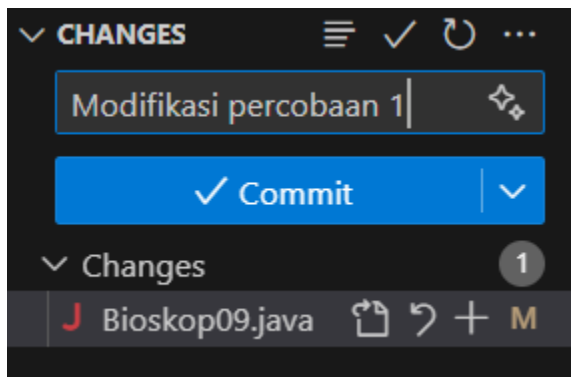 CHANGES
Modifikasi percobaan 1
Commit
Changes 1
J Bioskop09.java M